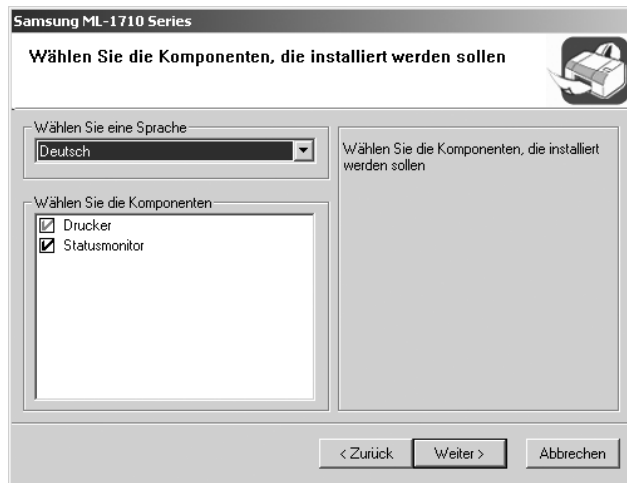 Samsung ML-1710 Series
Wählen Sie die Komponenten, die installiert werden sollen
Wählen Sie eine Sprache
Deutsch
Wählen Sie die Komponenten, die installiert
werden sollen
Wählen Sie die Komponenten
Drucker
Statusmonitor
< Zurück
Weiter >
Abbrechen